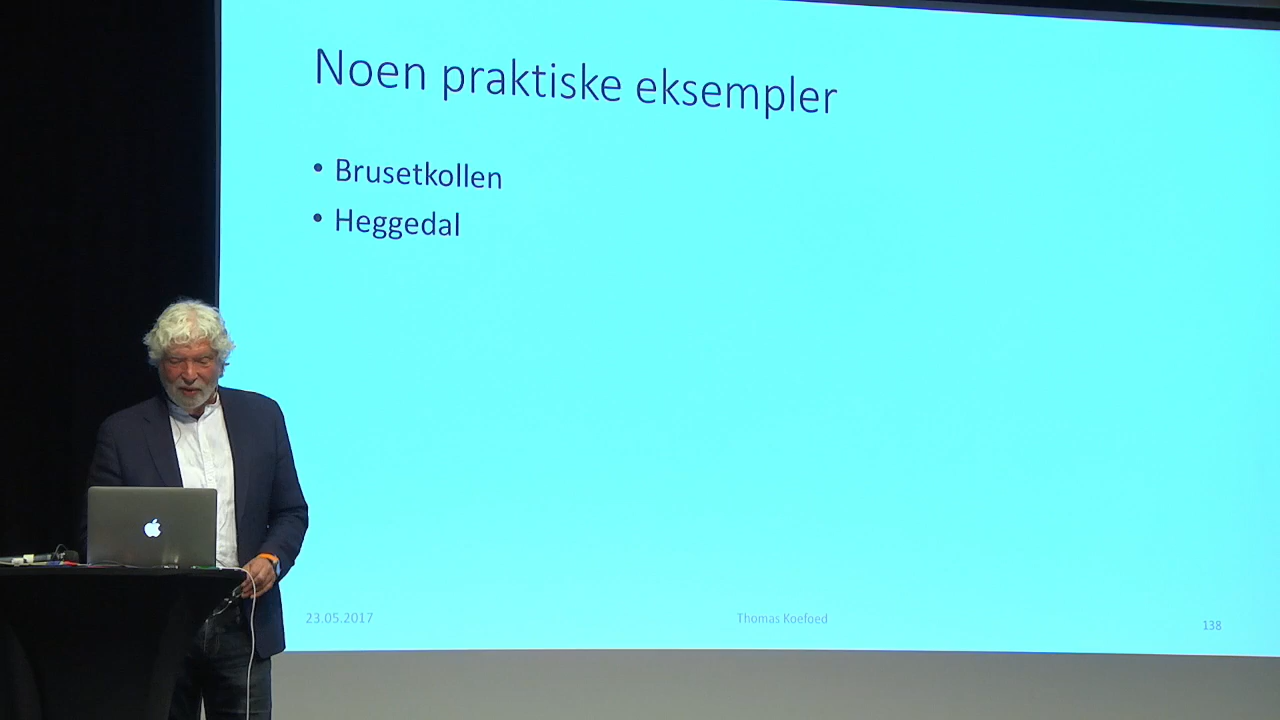 Noen praktiske eksempler
• Brusetkollen
• Heggedal
23.05.2017
Thomas Koefoed
138